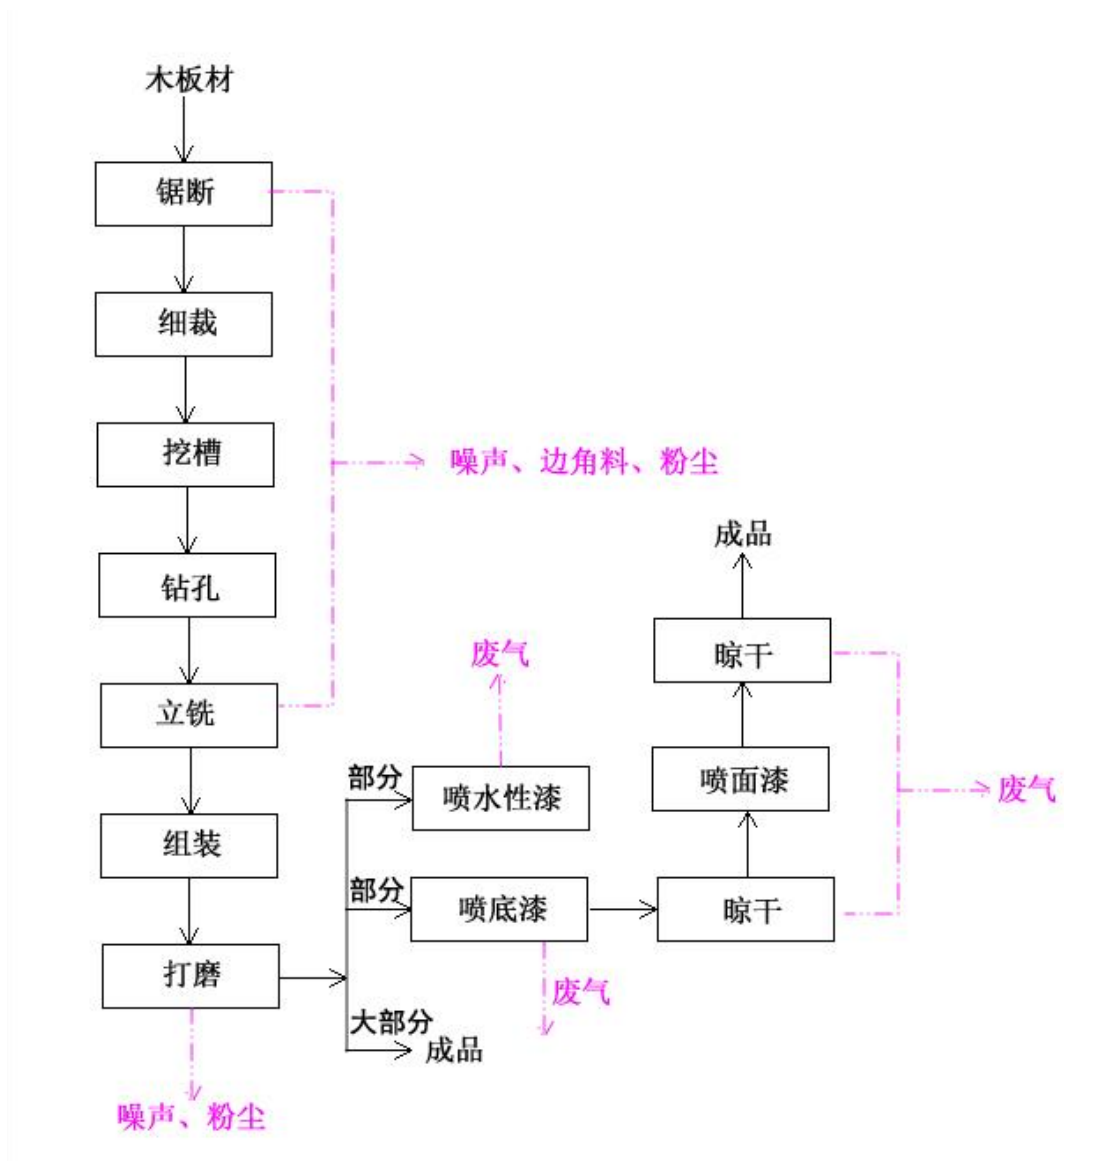 木板材
锯断
细裁
挖槽
噪声、边角料、粉尘
钻孔
立铣
组装
打磨
噪声、粉尘
部分
喷水性漆
废气
部分
喷底漆
废气
大部分
成品
晾干
喷面漆
晾干
成品
废气